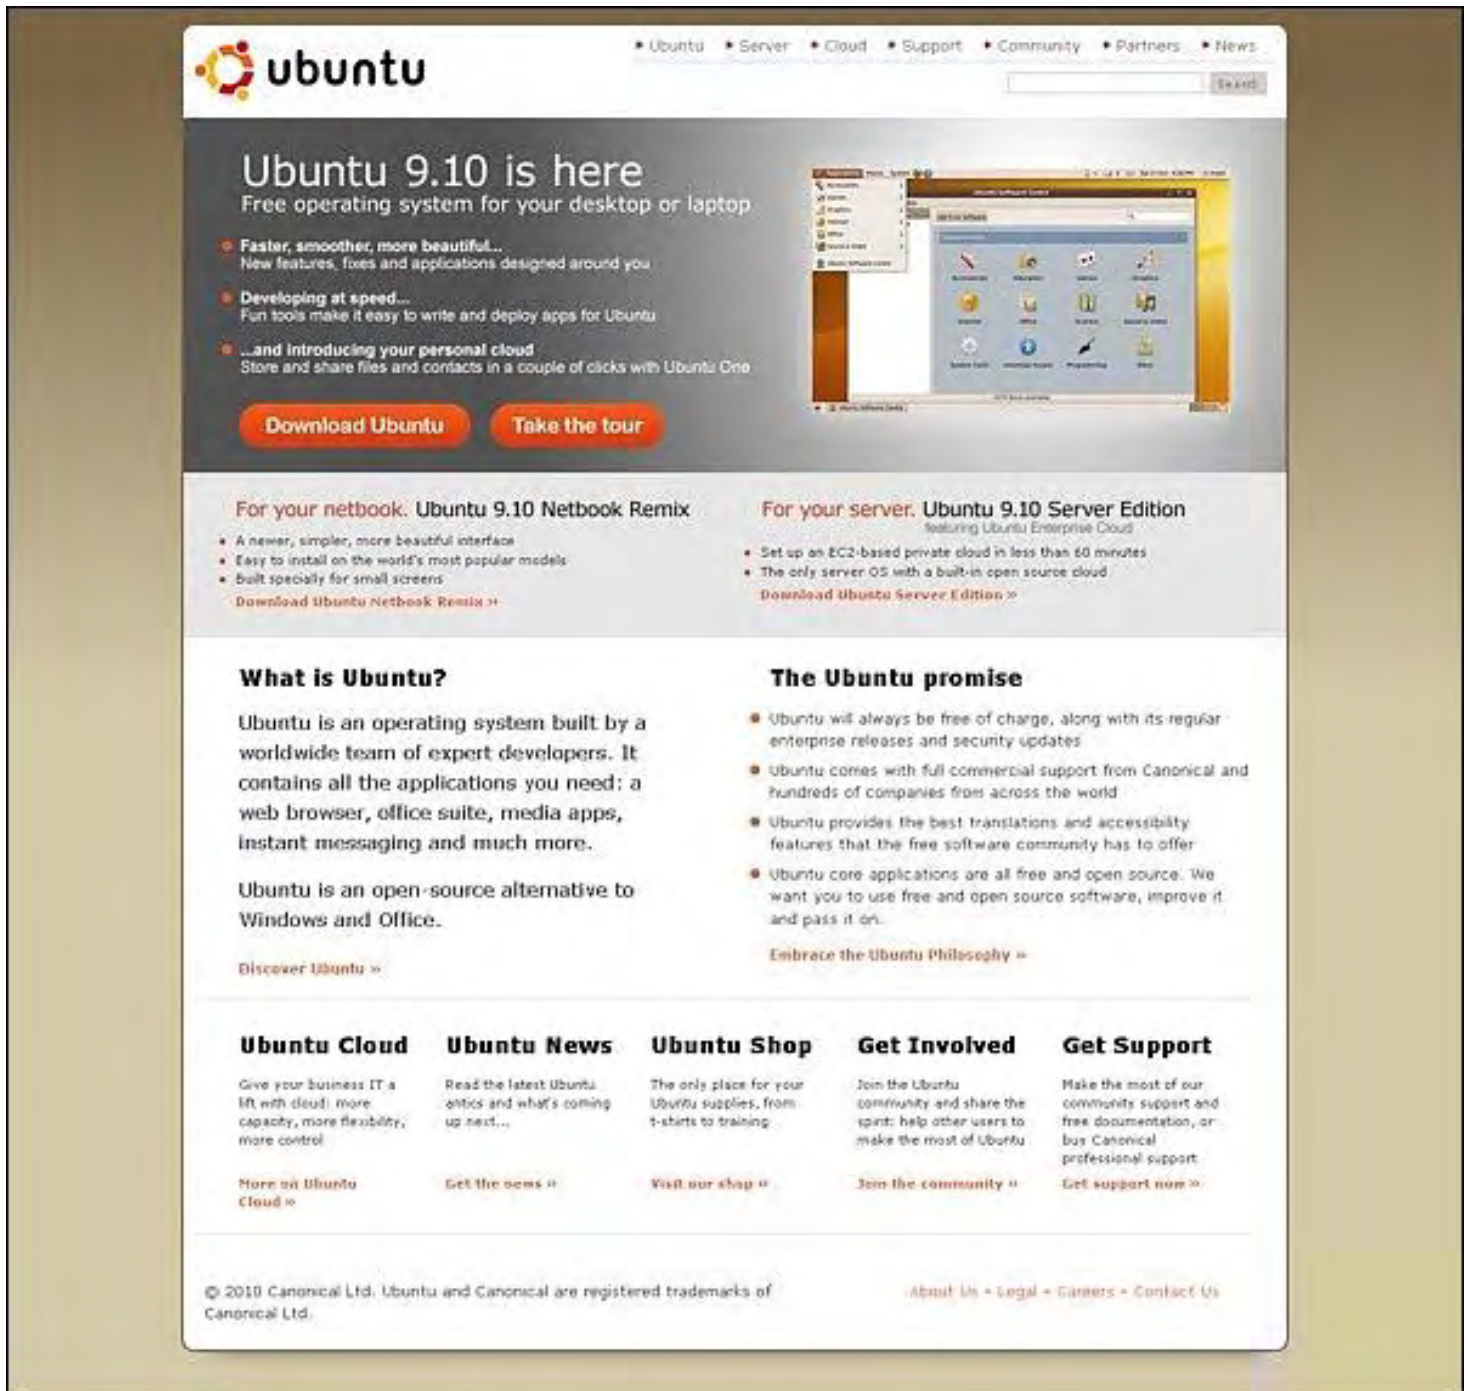 ubuntu
Ubuntu Server Cloud Support Community Partners News
Search
Ubuntu 9.10 is here
Free operating system for your desktop or laptop
Faster, smoother, more beautiful...
New features, fixes and applications designed around you
Developing at speed...
Fun tools make it easy to write and deploy apps for Ubuntu
...and introducing your personal cloud
Store and share files and contacts in a couple of clicks with Ubuntu One
Download Ubuntu
Take the tour
For your netbook. Ubuntu 9.10 Netbook Remix
A newer, simpler, more beautiful interface
Easy to install on the world's most popular models
Built specially for small screens
Download Ubuntu Netbook Remix »
For your server. Ubuntu 9.10 Server Edition
featuring Ubuntu Enterprise Cloud
Set up an EC2-based private cloud in less than 60 minutes
The only server OS with a built-in open source cloud
Download Ubuntu Server Edition »
What is Ubuntu?
Ubuntu is an operating system built by a
worldwide team of expert developers. It
contains all the applications you need: a
web browser, office suite, media apps,
instant messaging and much more.
Ubuntu is an open-source alternative to
Windows and Office.
Discover Ubuntu »
The Ubuntu promise
Ubuntu will always be free of charge, along with its regular
enterprise releases and security updates
Ubuntu comes with full commercial support from Canonical and
hundreds of companies from across the world
Ubuntu provides the best translations and accessibility
features that the free software community has to offer
Ubuntu core applications are all free and open source. We
want you to use free and open source software, improve it
and pass it on.
Embrace the Ubuntu Philosophy »
Ubuntu Cloud
Give your business IT a
lift with cloud: more
capacity, more flexibility,
more control
More on Ubuntu
Cloud »
Ubuntu News
Read the latest Ubuntu
antics and what's coming
up next...
Get the news »
Ubuntu Shop
The only place for your
Ubuntu supplies, from
t-shirts to training
Visit our shop »
Get Involved
Join the Ubuntu
community and share the
spirit: help other users to
make the most of Ubuntu
Join the community »
Get Support
Make the most of our
community support and
free documentation, or
buy Canonical
professional support
Get support now »
© 2010 Canonical Ltd. Ubuntu and Canonical are registered trademarks of
Canonical Ltd.
About Us • Legal • Careers • Contact Us